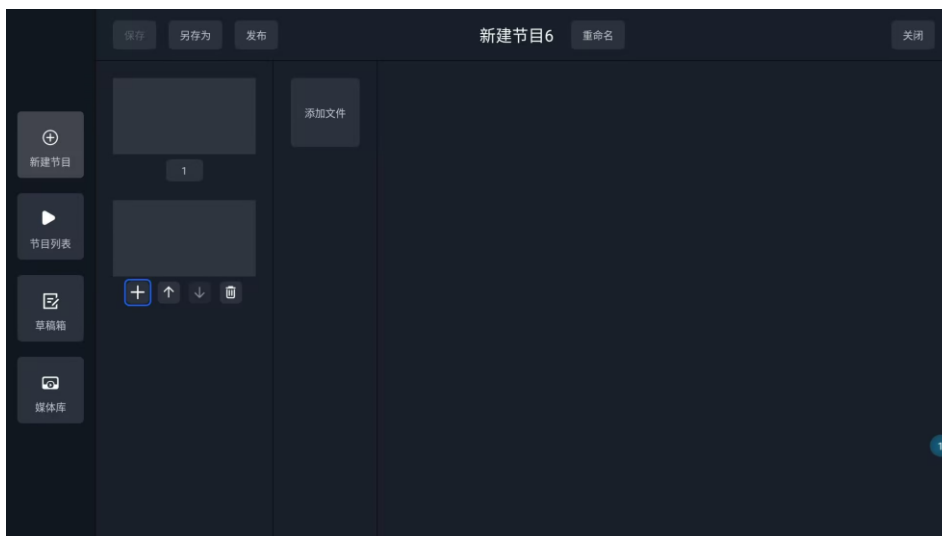 保存 另存为 发布 新建节目6 重命名 关闭
添加文件
新建节目
1
节目列表
草稿箱
媒体库